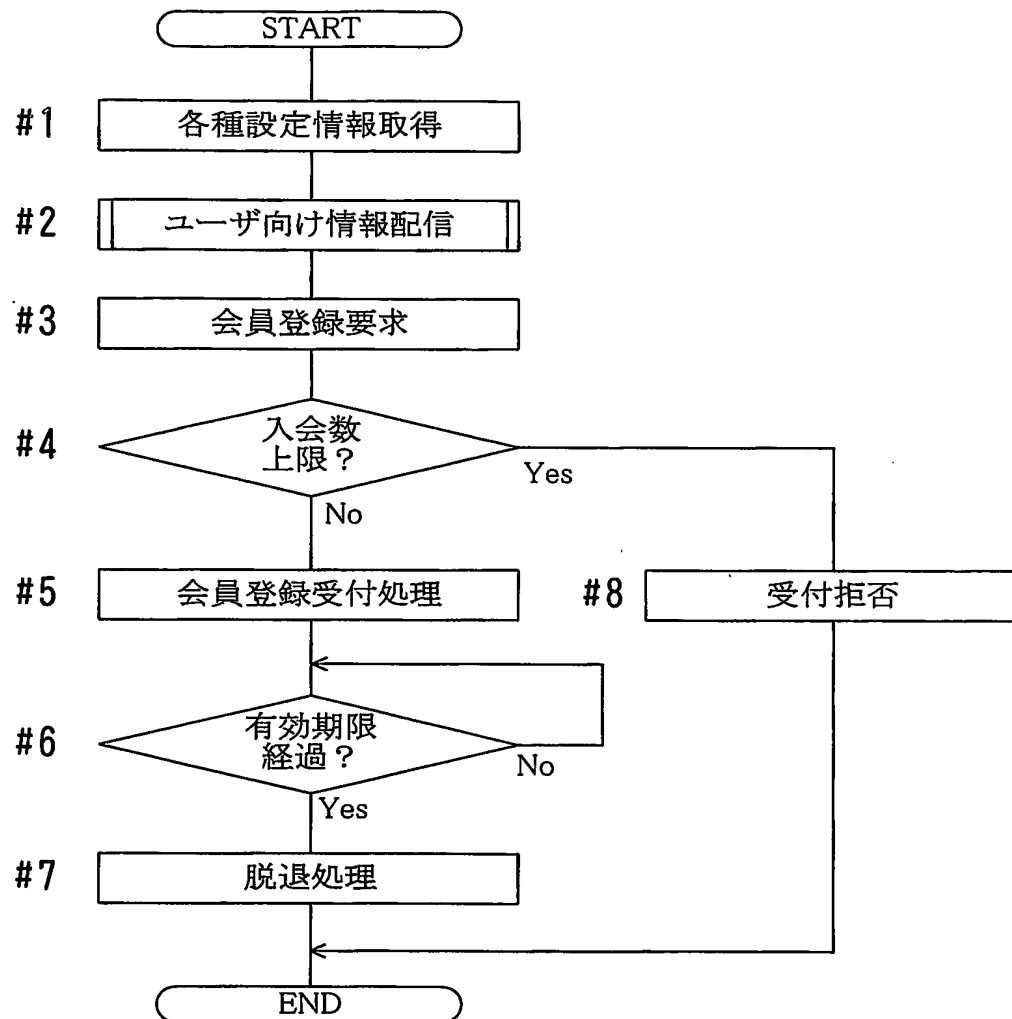 START
#1 各種設定情報取得
#2 ユーザ向け情報配信
#3 会員登録要求
#4 入会数
上限?
Yes
No
#5 会員登録受付処理
#8 受付拒否
#6 有効期限
経過?
No
Yes
#7 脱退処理
END